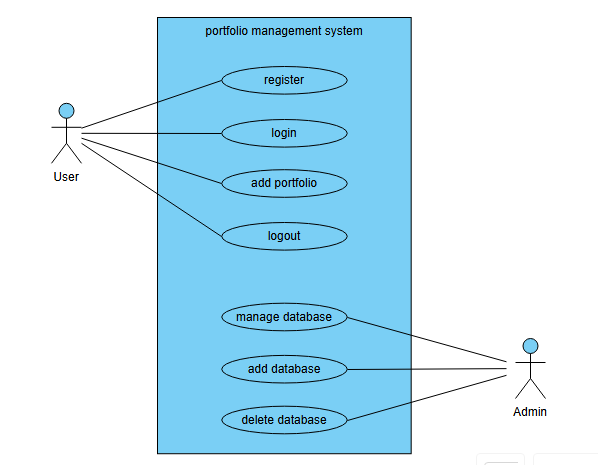 portfolio management system
register
login
add portfolio
logout
User
manage database
add database
delete database
Admin